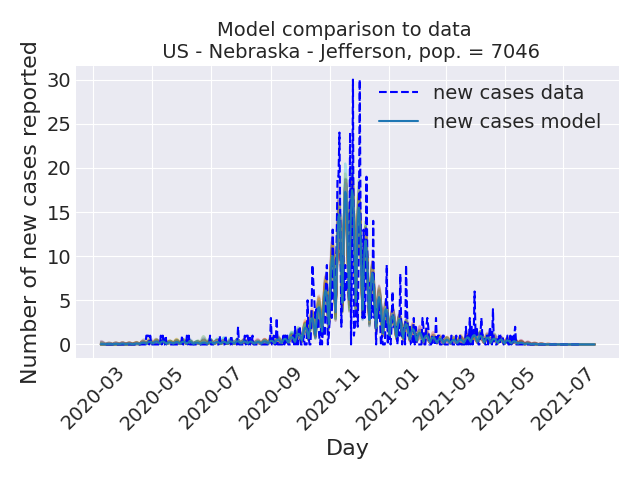 Model comparison to data
US - Nebraska - Jefferson, pop. = 7046
Number of new cases reported
30
25
20
15
10
5
0
new cases data
new cases model
2020-03
2020-05
2020-07
2020-09
2020-11
2021-01
2021-03
2021-05
2021-07
Day